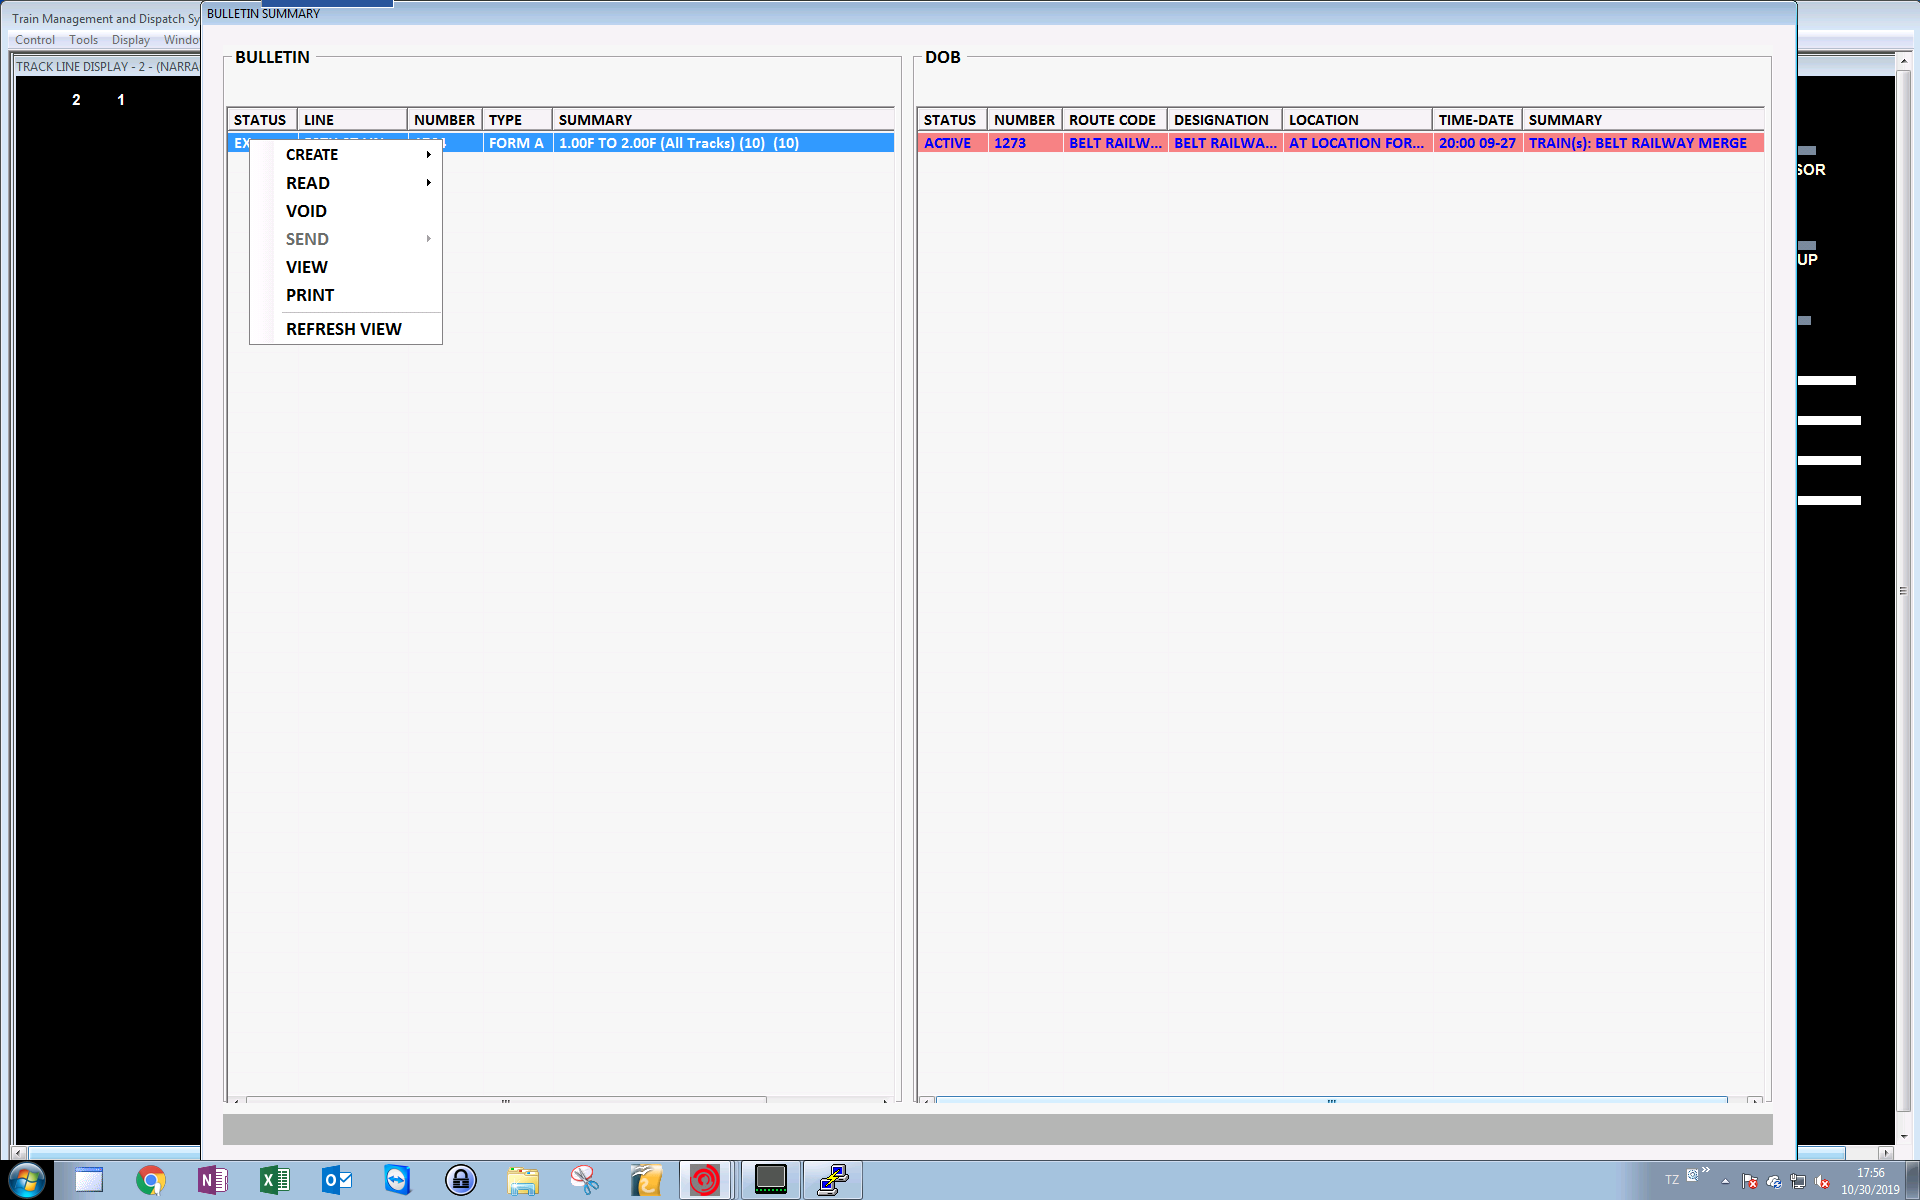 BULLETIN SUMMARY
Train Management and Dispatch Sy
Control Tools Display Windo
TRACK LINE DISPLAY - 2 - (NARRA
2 1
BULLETIN
STATUS LINE NUMBER TYPE SUMMARY
EX FORM A 1.00F TO 2.00F (All Tracks) (10) (10)
CREATE
READ
VOID
SEND
VIEW
PRINT
REFRESH VIEW
DOB
STATUS NUMBER ROUTE CODE DESIGNATION LOCATION TIME-DATE SUMMARY
ACTIVE 1273 BELT RAILW... BELT RAILWA... AT LOCATION FOR... 20:00 09-27 TRAIN(s): BELT RAILWAY MERGE
SOR
UP
TZ
17:56
10/30/2019